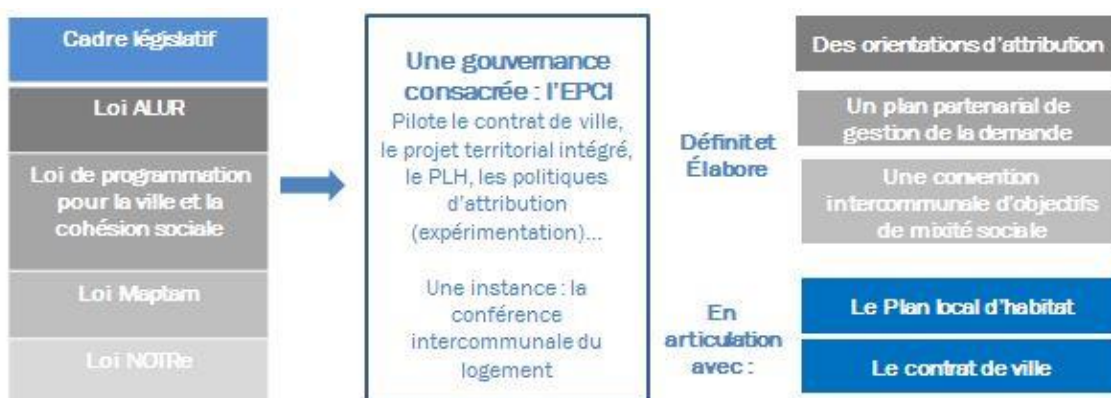 Cadre législatif
Loi ALUR
Loi de programmation
pour la ville et la
cohésion sociale
Loi Maptam
Loi NOTRe
Une gouvernance
consacrée : l'EPCI
Pilote le contrat de ville,
le projet territorial intégré,
le PLH, les politiques
d'attribution
(expérimentation)...
Une instance : la
conférence
intercommunale du
logement
Définit et
Élabore
En
articulation
avec :
Des orientations d'attribution
Un plan partenarial de
gestion de la demande
Une convention
intercommunale d'objectifs
de mixité sociale
Le Plan local d'habitat
Le contrat de ville